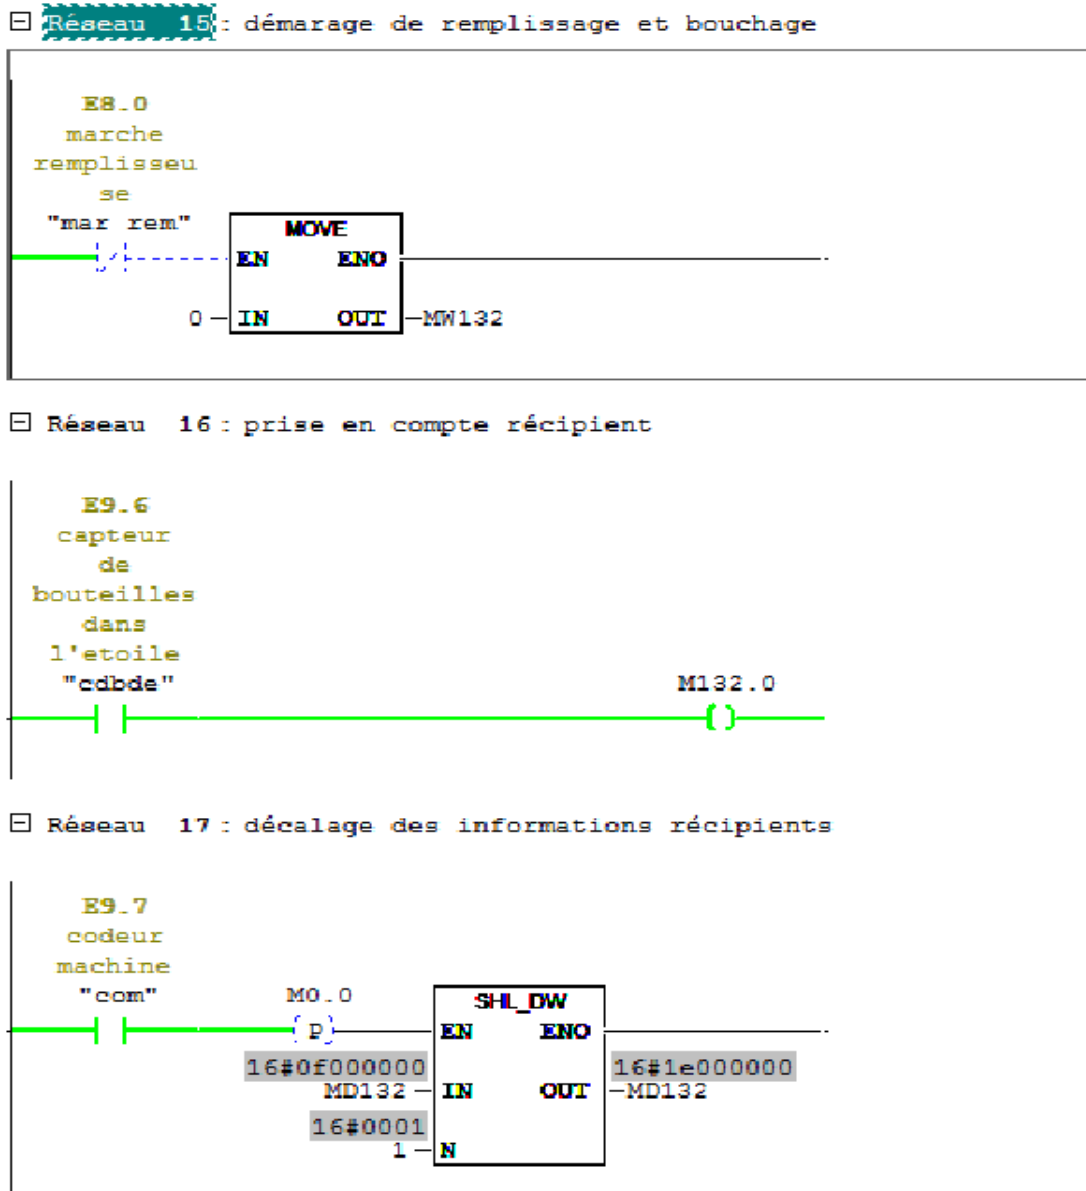 Réseau 15 : démarage de remplissage et bouchage
E8.0
marche
remplisseu
se
"mar rem"
MOVE
EN ENO
0 IN OUT MW132
Réseau 16 : prise en compte récipient
E9.6
capteur
de
bouteilles
dans
l'etoile
"cdbde" M132.0
Réseau 17 : décalage des informations récipients
E9.7
codeur
machine
"com" M0.0 SHL_DW
P EN ENO
16#0f000000 16#1e000000
MD132 IN OUT MD132
16#0001
1 N